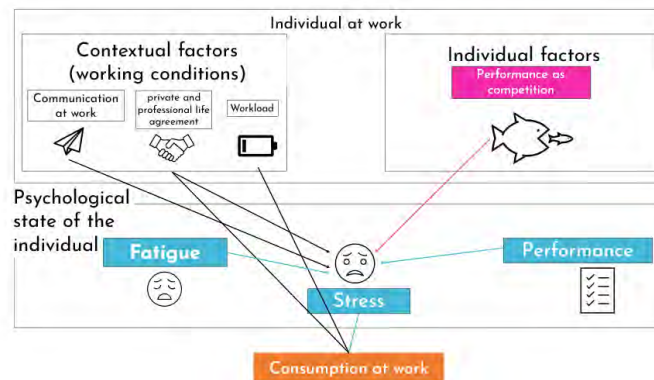 Individual at work
Contextual factors
(working conditions)
Communication
at work
private and
professional life
agreement
Workload
Individual factors
Performance as
competition
Psychological
state of the
individual
Fatigue
Performance
Stress
Consumption at work